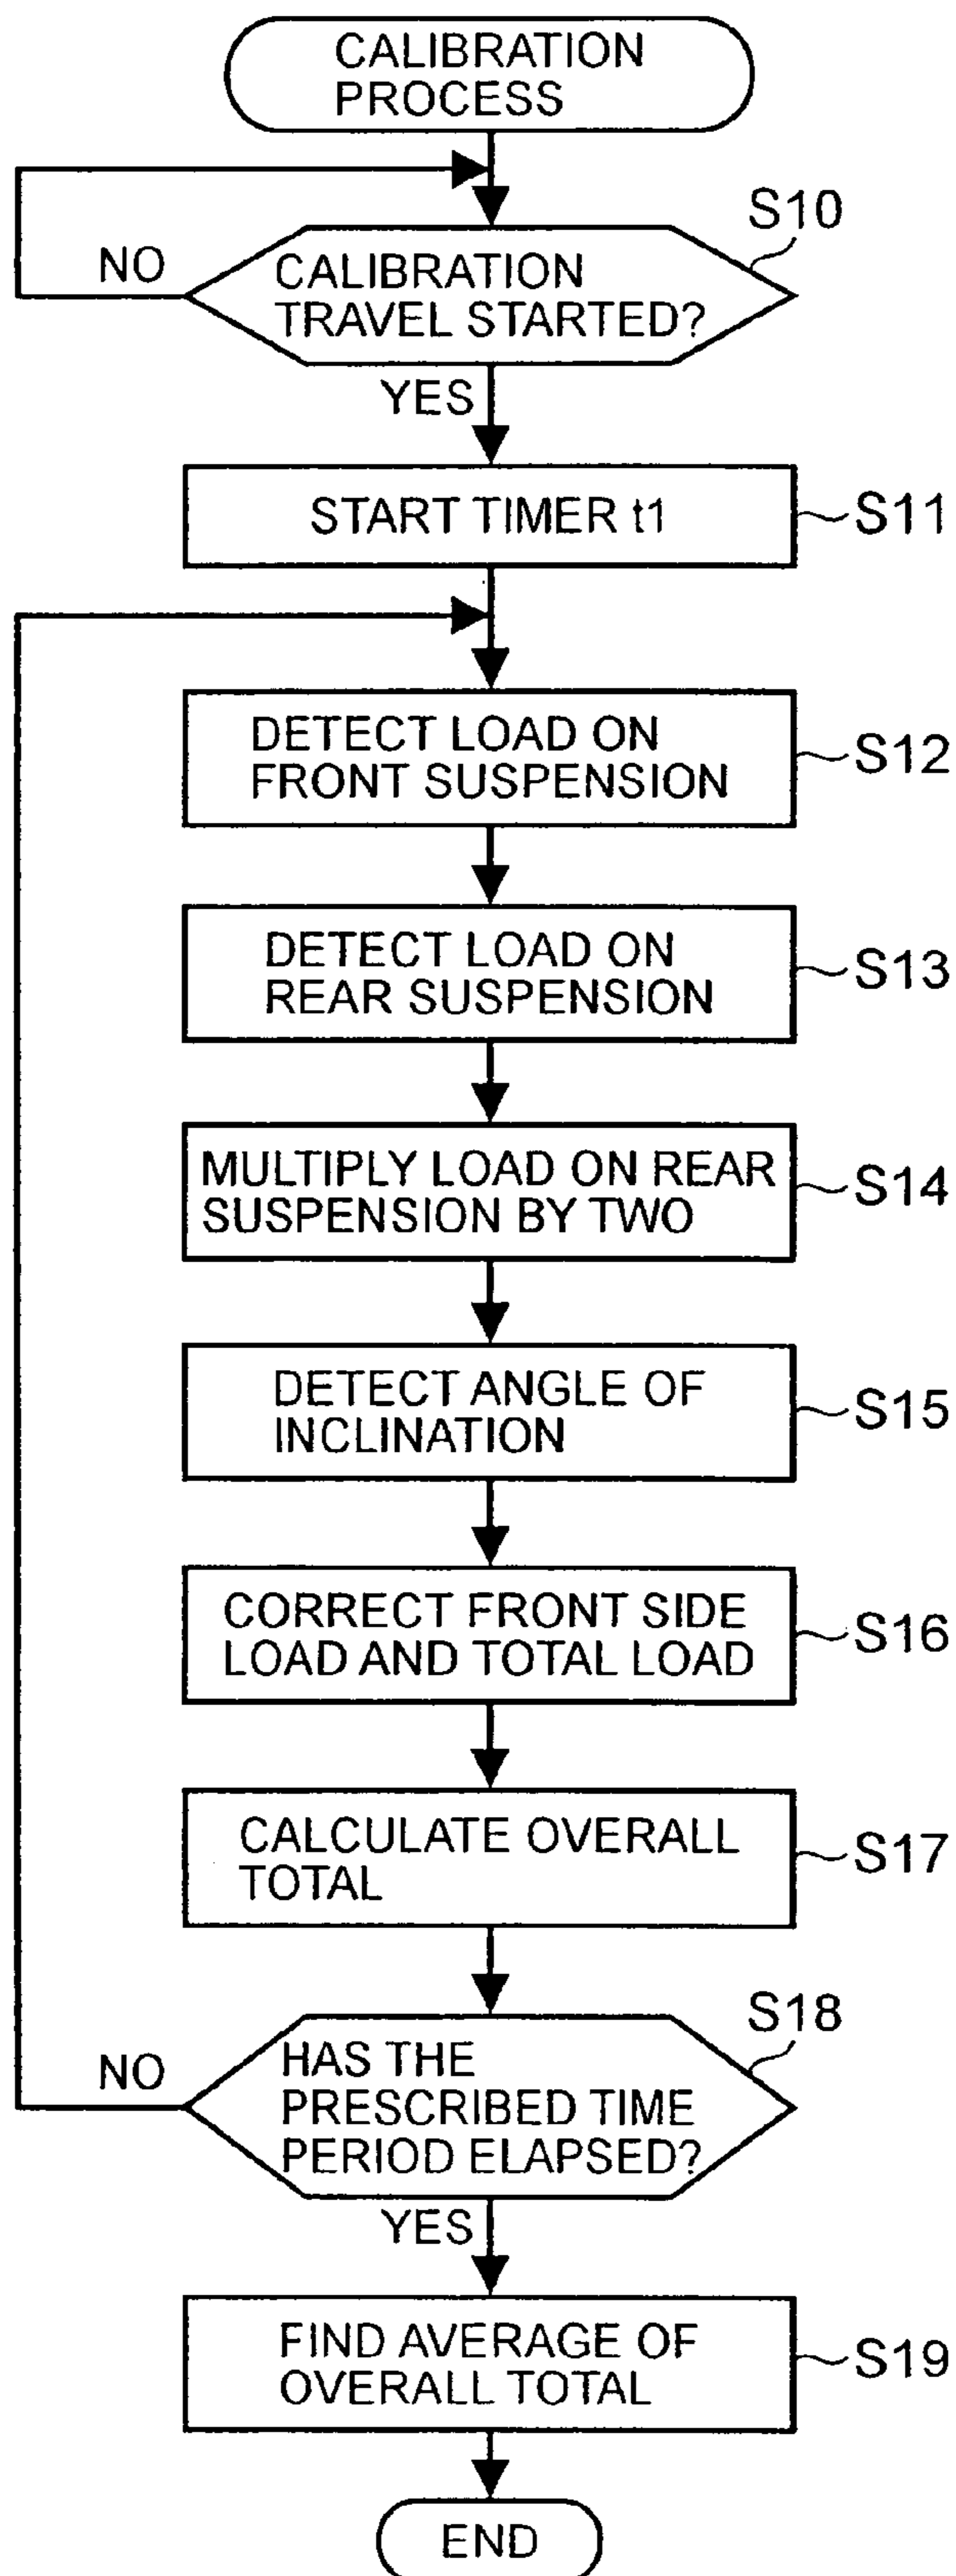 CALIBRATION
PROCESS
S10
NO
CALIBRATION
TRAVEL STARTED?
YES
START TIMER t1
S11
DETECT LOAD ON
FRONT SUSPENSION
S12
DETECT LOAD ON
REAR SUSPENSION
S13
MULTIPLY LOAD ON REAR
SUSPENSION BY TWO
S14
DETECT ANGLE OF
INCLINATION
S15
CORRECT FRONT SIDE
LOAD AND TOTAL LOAD
S16
CALCULATE OVERALL
TOTAL
S17
S18
NO
HAS THE
PRESCRIBED TIME
PERIOD ELAPSED?
YES
FIND AVERAGE OF
OVERALL TOTAL
S19
END